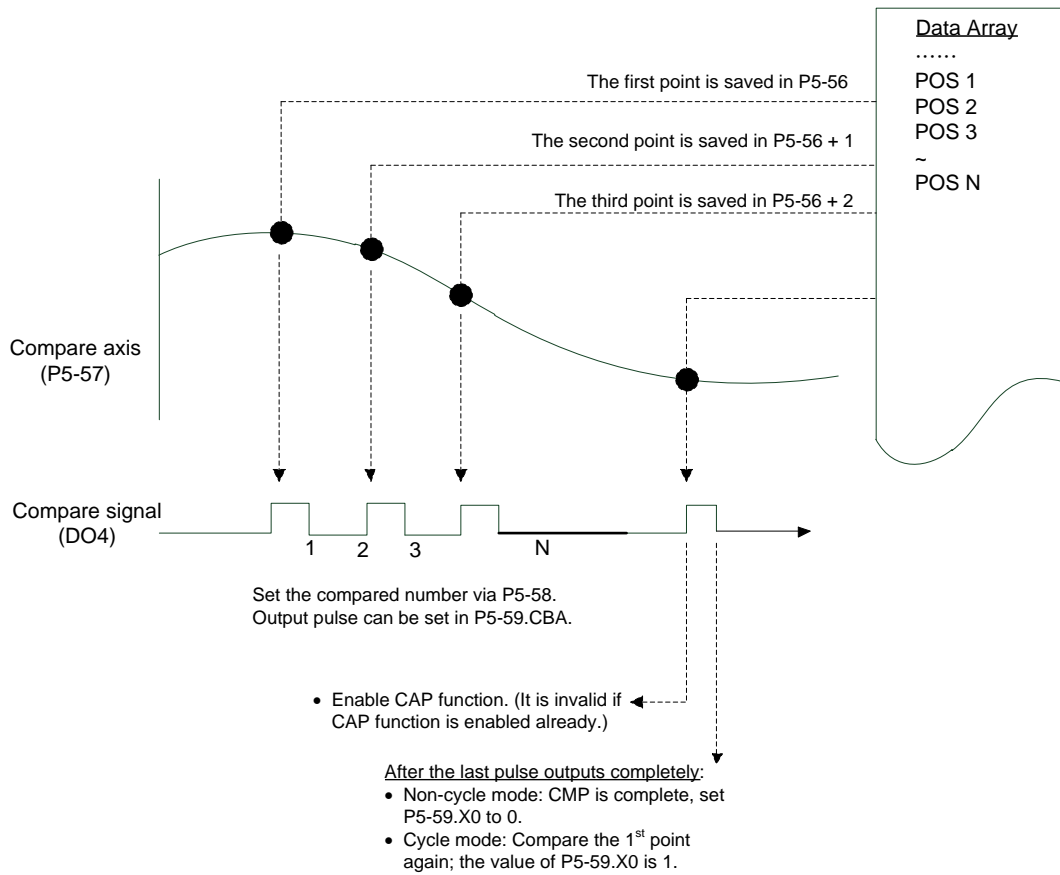 Data Array
......
POS 1
POS 2
POS 3
~
POS N
The first point is saved in P5-56
The second point is saved in P5-56 + 1
The third point is saved in P5-56 + 2
Compare axis
(P5-57)
Compare signal
(DO4)
1 2 3 N
Set the compared number via P5-58.
Output pulse can be set in P5-59.CBA.
• Enable CAP function. (It is invalid if
CAP function is enabled already.)
After the last pulse outputs completely:
• Non-cycle mode: CMP is complete, set
P5-59.X0 to 0.
• Cycle mode: Compare the 1st point
again; the value of P5-59.X0 is 1.